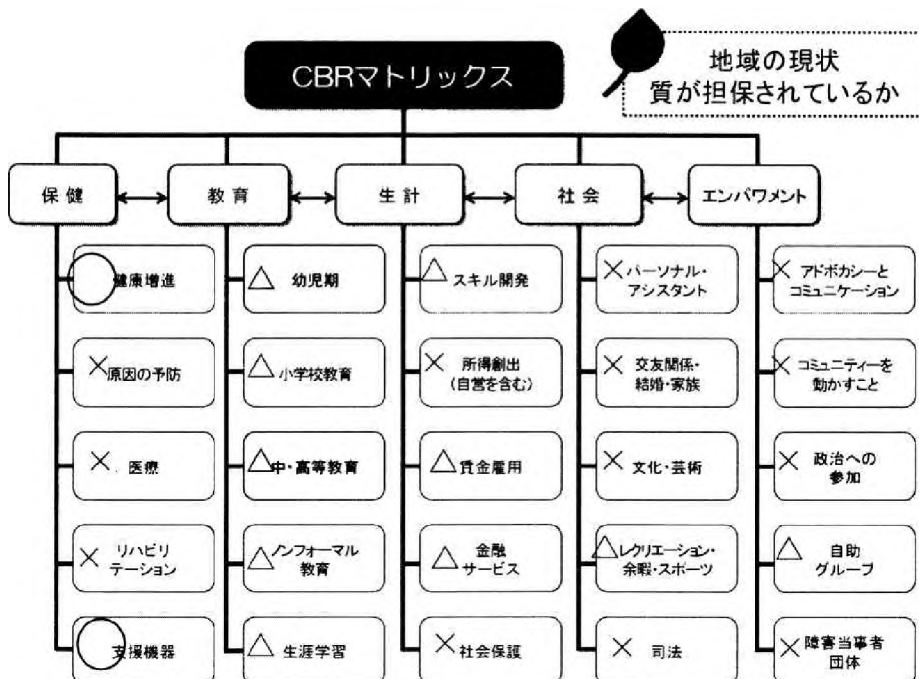 CBRマトリックス
地域の現状
質が担保されているか
保健
教育
生計
社会
エンパワメント
○健康増進
△ 幼児期
△ スキル開発
× パーソナル・
アシスタント
× アドボカシーと
コミュニケーション
× 原因の予防
△ 小学校教育
× 所得創出
(自営を含む)
× 交友関係・
結婚・家族
× コミュニティーを
動かすこと
× 医療
△ 中・高等教育
△ 賃金雇用
× 文化・芸術
× 政治への
参加
× リハビリ
テーション
△ ノンフォーマル
教育
△ 金融
サービス
△ レクリエーション・
余暇・スポーツ
△ 自助
グループ
○支援機器
△ 生涯学習
× 社会保護
× 司法
× 障害当事者
団体